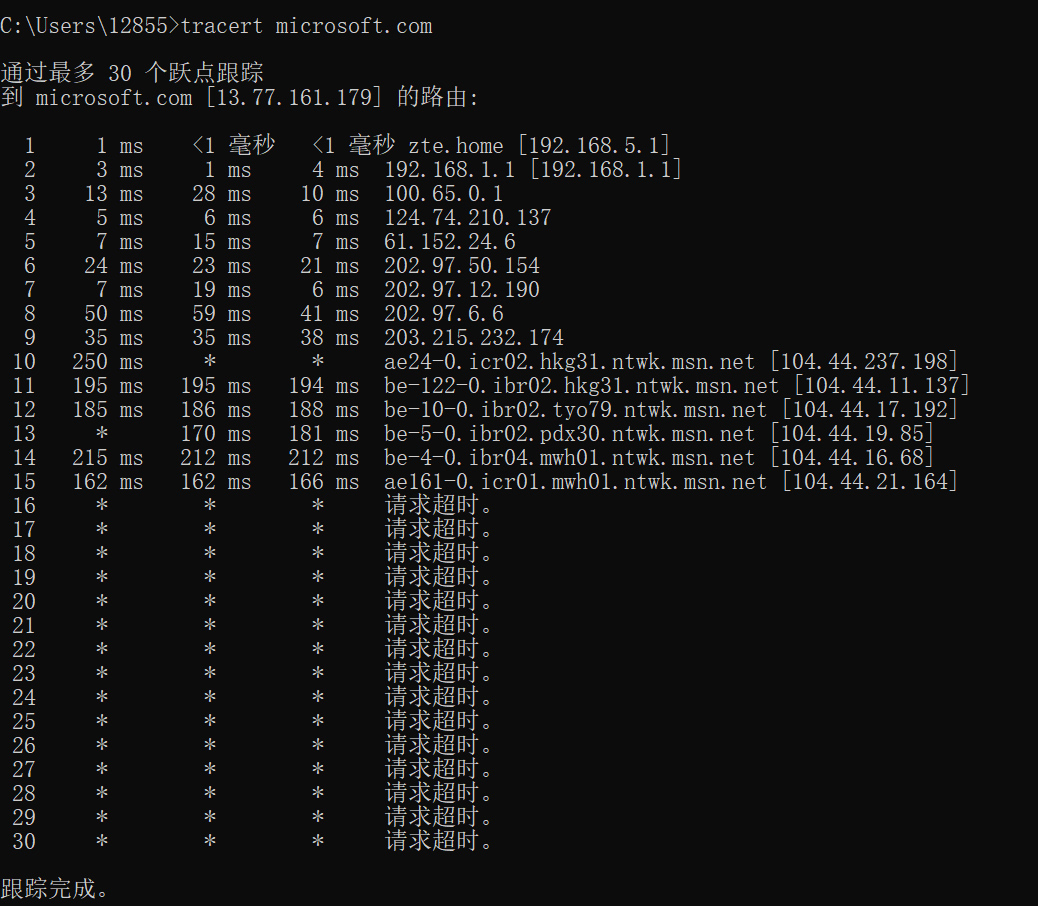 C:\Users\12855>tracert microsoft.com
通过最多 30 个跃点跟踪
到 microsoft.com [13.77.161.179] 的路由:
1 1 ms <1 毫秒 <1 毫秒 zte.home [192.168.5.1]
2 3 ms 1 ms 4 ms 192.168.1.1 [192.168.1.1]
3 13 ms 28 ms 10 ms 100.65.0.1
4 5 ms 6 ms 6 ms 124.74.210.137
5 7 ms 15 ms 7 ms 61.152.24.6
6 24 ms 23 ms 21 ms 202.97.50.154
7 7 ms 19 ms 6 ms 202.97.12.190
8 50 ms 59 ms 41 ms 202.97.6.6
9 35 ms 35 ms 38 ms 203.215.232.174
10 250 ms * * ae24-0.icr02.hkg31.ntwk.msn.net [104.44.237.198]
11 195 ms 195 ms 194 ms be-122-0.ibr02.hkg31.ntwk.msn.net [104.44.11.137]
12 185 ms 186 ms 188 ms be-10-0.ibr02.tyo79.ntwk.msn.net [104.44.17.192]
13 * 170 ms 181 ms be-5-0.ibr02.pdx30.ntwk.msn.net [104.44.19.85]
14 215 ms 212 ms 212 ms be-4-0.ibr04.mwh01.ntwk.msn.net [104.44.16.68]
15 162 ms 162 ms 166 ms ae161-0.icr01.mwh01.ntwk.msn.net [104.44.21.164]
16 * * * 请求超时。
17 * * * 请求超时。
18 * * * 请求超时。
19 * * * 请求超时。
20 * * * 请求超时。
21 * * * 请求超时。
22 * * * 请求超时。
23 * * * 请求超时。
24 * * * 请求超时。
25 * * * 请求超时。
26 * * * 请求超时。
27 * * * 请求超时。
28 * * * 请求超时。
29 * * * 请求超时。
30 * * * 请求超时。
跟踪完成。